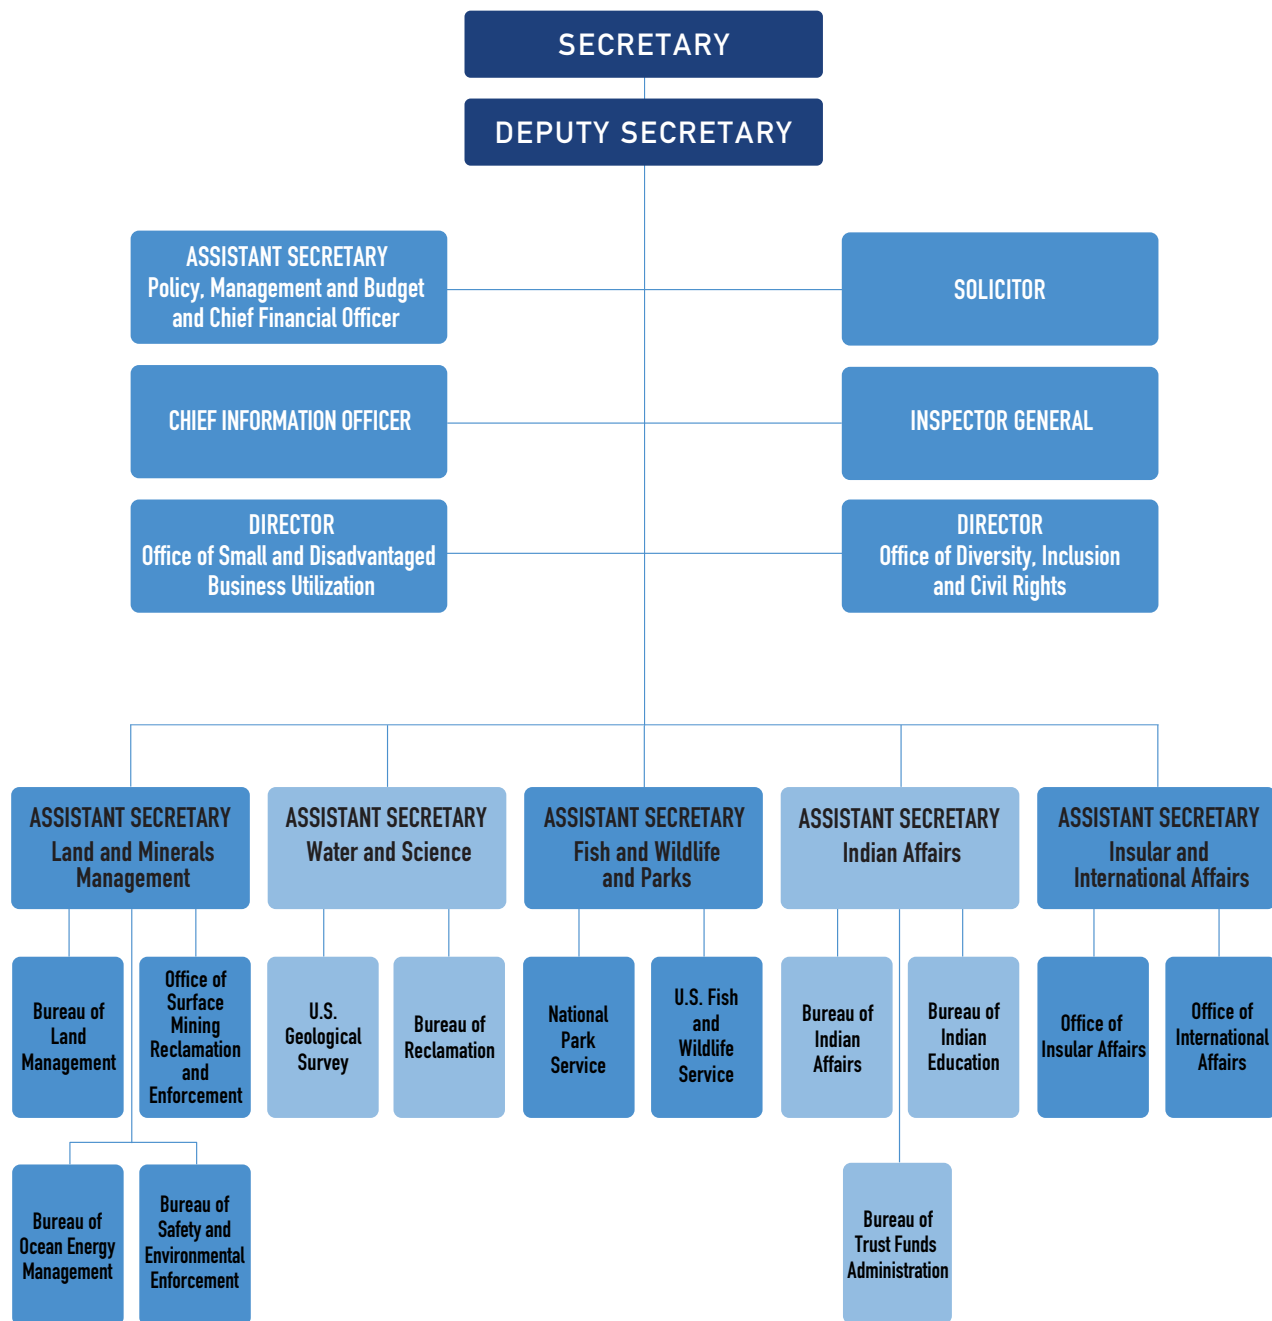 SECRETARY
DEPUTY SECRETARY
ASSISTANT SECRETARY
Policy, Management and Budget
and Chief Financial Officer
SOLICITOR
CHIEF INFORMATION OFFICER
INSPECTOR GENERAL
DIRECTOR
Office of Small and Disadvantaged
Business Utilization
DIRECTOR
Office of Diversity, Inclusion
and Civil Rights
ASSISTANT SECRETARY
Land and Minerals
Management
ASSISTANT SECRETARY
Water and Science
ASSISTANT SECRETARY
Fish and Wildlife
and Parks
ASSISTANT SECRETARY
Indian Affairs
ASSISTANT SECRETARY
Insular and
International Affairs
Bureau of
Land
Management
Office of
Surface
Mining
Reclamation
and
Enforcement
U.S.
Geological
Survey
Bureau of
Reclamation
National
Park
Service
U.S. Fish
and
Wildlife
Service
Bureau of
Indian
Affairs
Bureau of
Indian
Education
Office of
Insular Affairs
Office of
International
Affairs
Bureau of
Ocean Energy
Management
Bureau of
Safety and
Environmental
Enforcement
Bureau of
Trust Funds
Administration